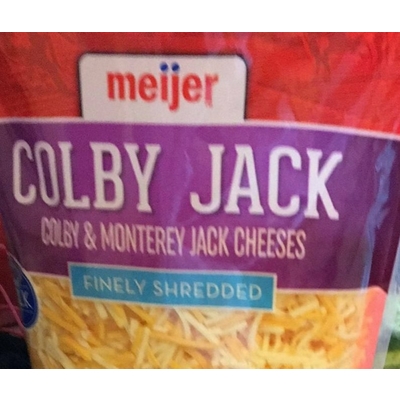 meijer
COLBY JACK
COLBY & MONTEREY JACK CHEESES
FINELY SHREDDED